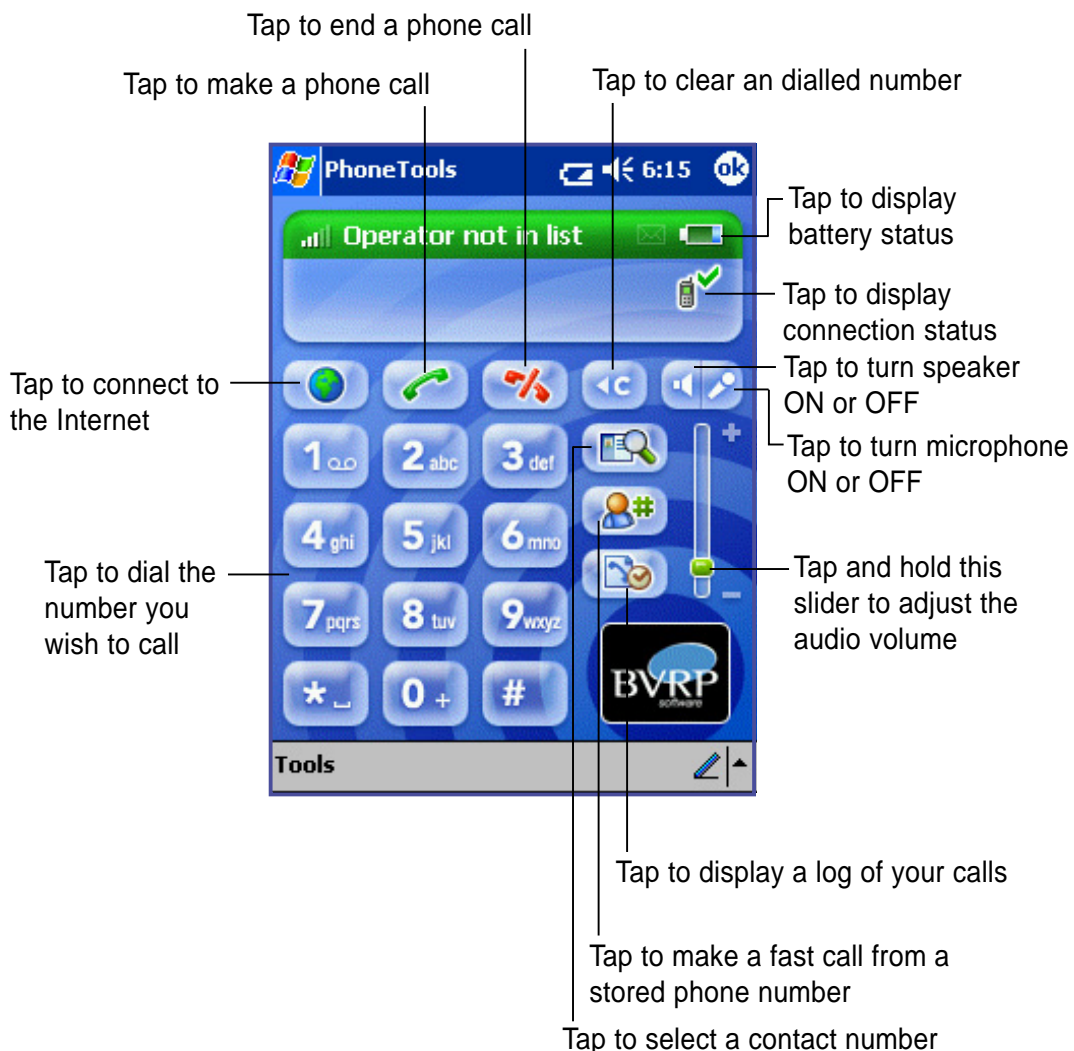 Tap to end a phone call
Tap to make a phone call
Tap to clear an dialled number
PhoneTools 6:15 ok
Operator not in list
Tap to display
battery status
Tap to display
connection status
Tap to connect to
the Internet
C
Tap to turn speaker
ON or OFF
Tap to turn microphone
ON or OFF
1 2 abc 3 def
+
4 ghi 5 jkl 6 mno
#
Tap to dial the
number you
wish to call
7 pqrs 8 tuv 9 wxyz
Tap and hold this
slider to adjust the
audio volume
–
* 0 + #
BVRP
software
Tools
Tap to display a log of your calls
Tap to make a fast call from a
stored phone number
Tap to select a contact number